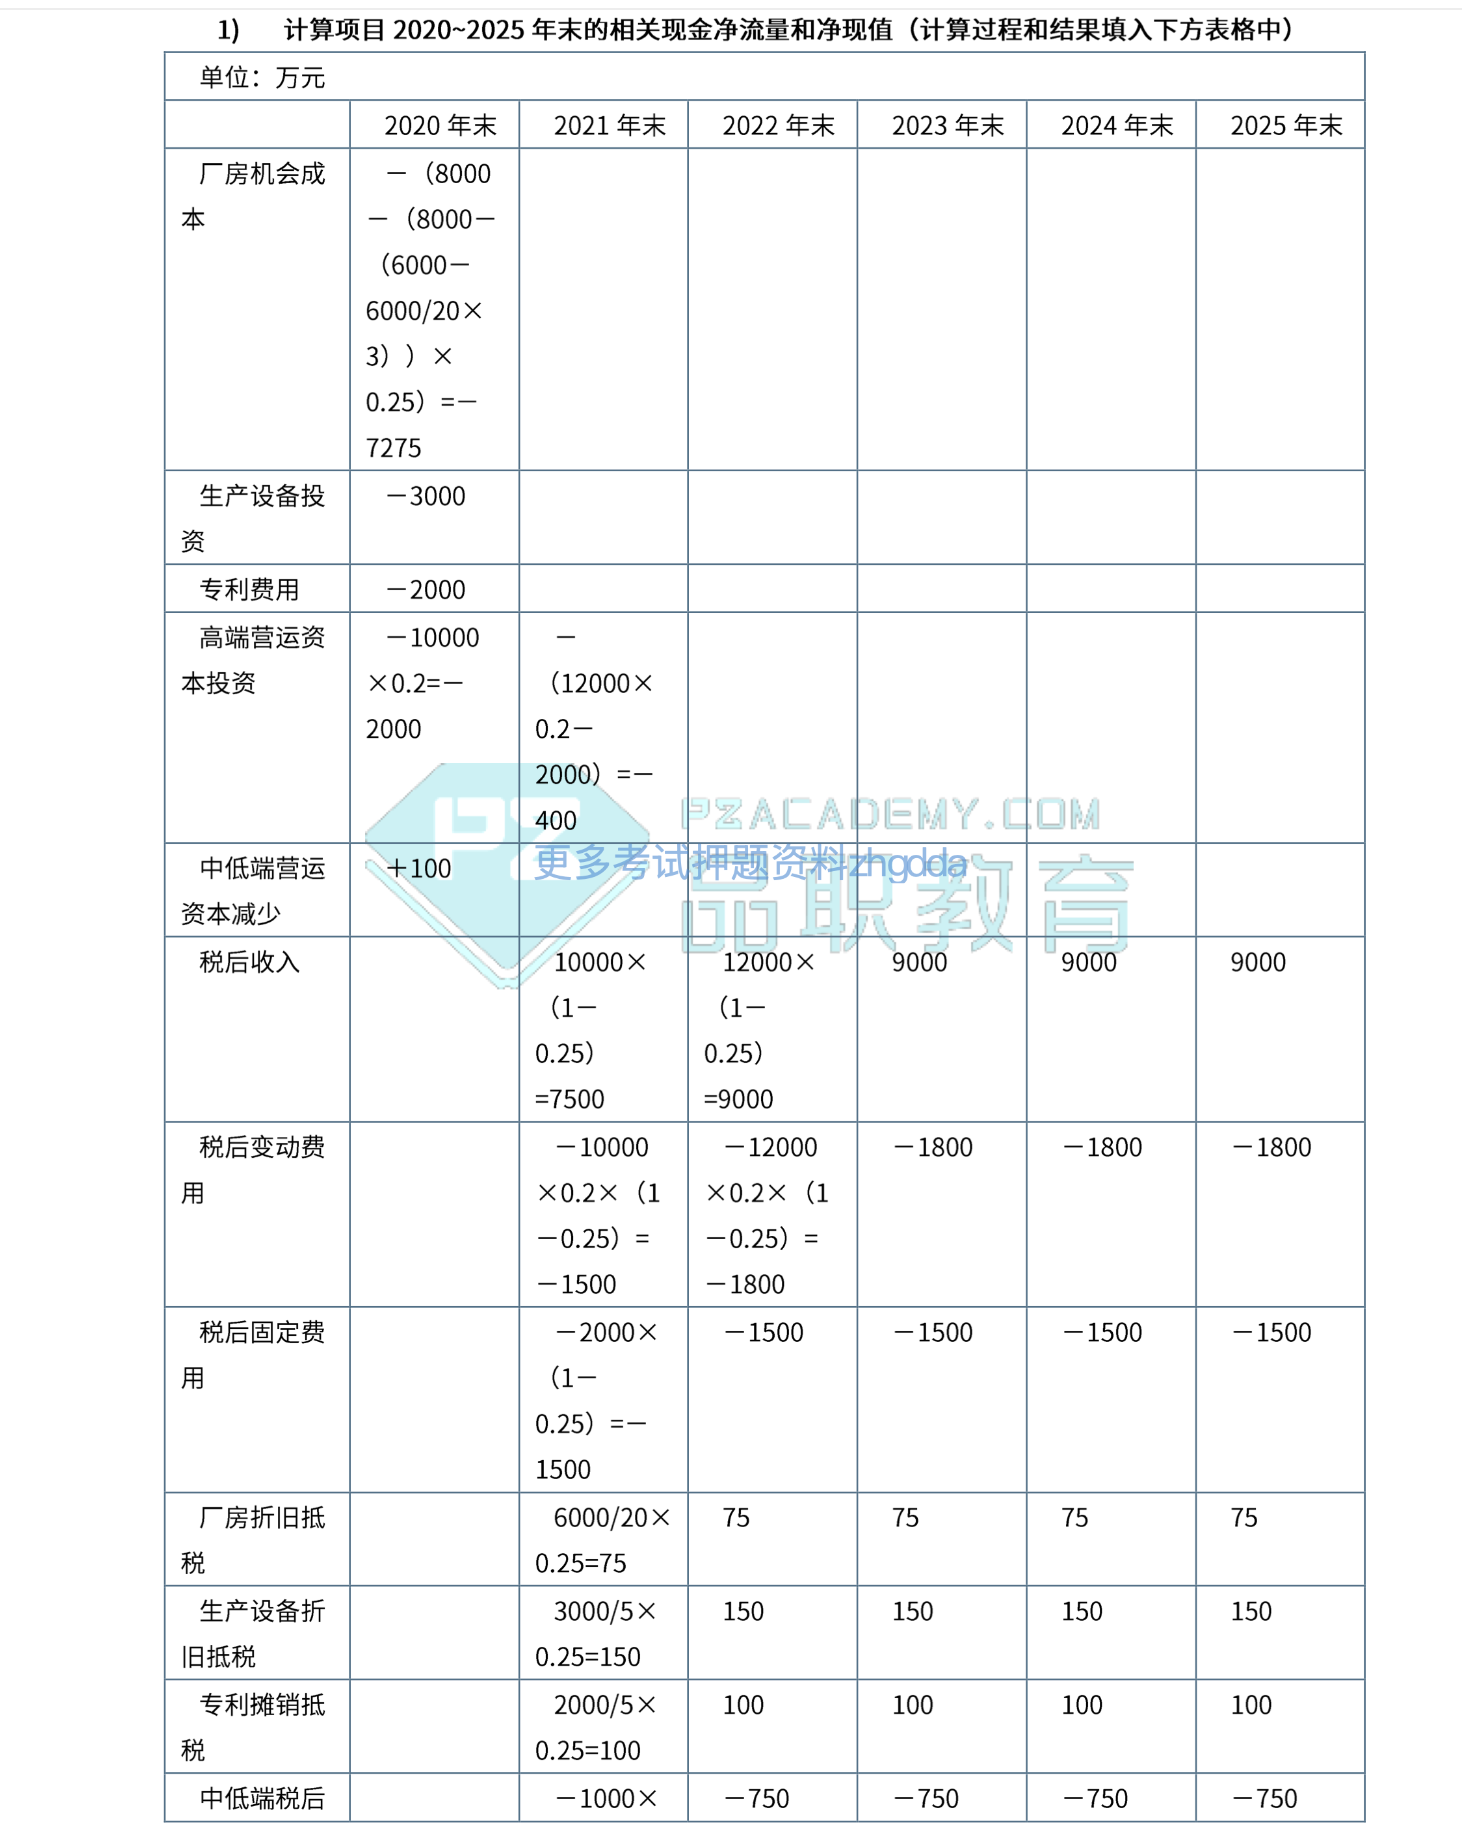 1) 计算项目 2020~2025 年末的相关现金净流量和净现值（计算过程和结果填入下方表格中）
单位：万元
2020 年末 2021 年末 2022 年末 2023 年末 2024 年末 2025 年末
厂房机会成
本
－（8000
－（8000－
（6000－
6000/20×
3））×
0.25）=－
7275
生产设备投
资
－3000
专利费用
－2000
高端营运资
本投资
－10000
×0.2=－
2000
－
（12000×
0.2－
2000）=－
400
中低端营运
资本减少
＋100
税后收入
10000×
（1－
0.25）
=7500
12000×
（1－
0.25）
=9000
9000
9000
9000
税后变动费
用
－10000
×0.2×（1
－0.25）=
－1500
－12000
×0.2×（1
－0.25）=
－1800
－1800
－1800
－1800
税后固定费
用
－2000×
（1－
0.25）=－
1500
－1500
－1500
－1500
－1500
厂房折旧抵
税
6000/20×
0.25=75
75
75
75
75
生产设备折
旧抵税
3000/5×
0.25=150
150
150
150
150
专利摊销抵
税
2000/5×
0.25=100
100
100
100
100
中低端税后
－1000×
－750
－750
－750
－750
PZ
PZACADEMY.COM
品职教育
更多考试押题资料zhgdda